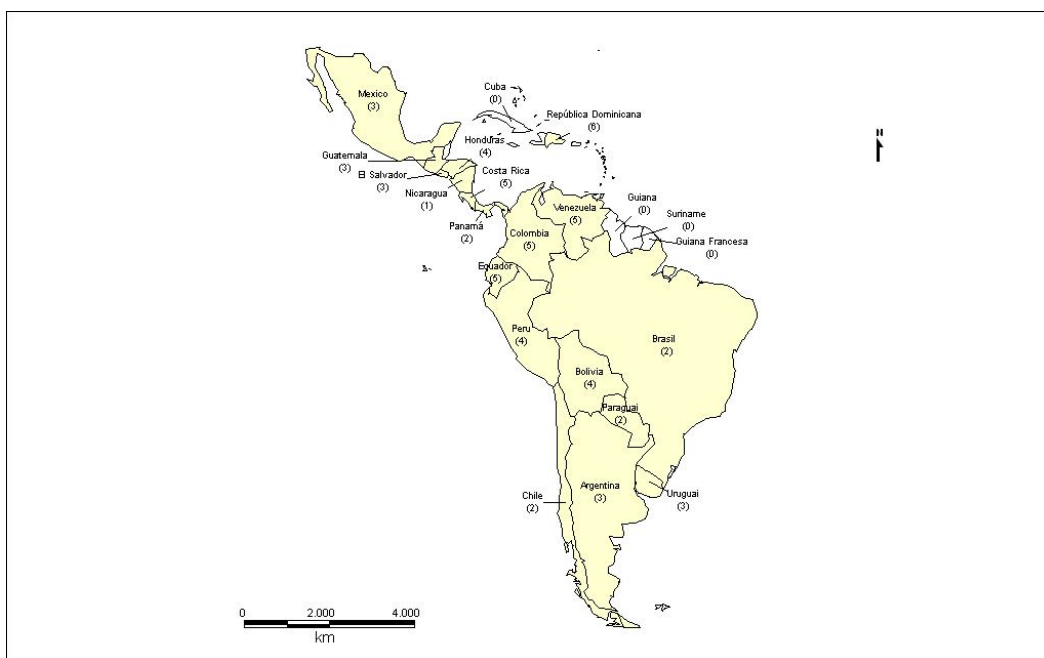 N
Cuba
(0)
República Dominicana
(6)
Mexico
(3)
Honduras
(4)
Guatemala
(3)
El Salvador
(3)
Costa Rica
(5)
Nicaragua
(1)
Panamá
(2)
Venezuela
(5)
Guiana
(0)
Suriname
(0)
Guiana Francesa
(0)
Colombia
(5)
Equador
(5)
Peru
(4)
Brasil
(2)
Bolivia
(4)
Paraguai
(2)
Argentina
(3)
Chile
(2)
Uruguai
(3)
0 2.000 4.000
km